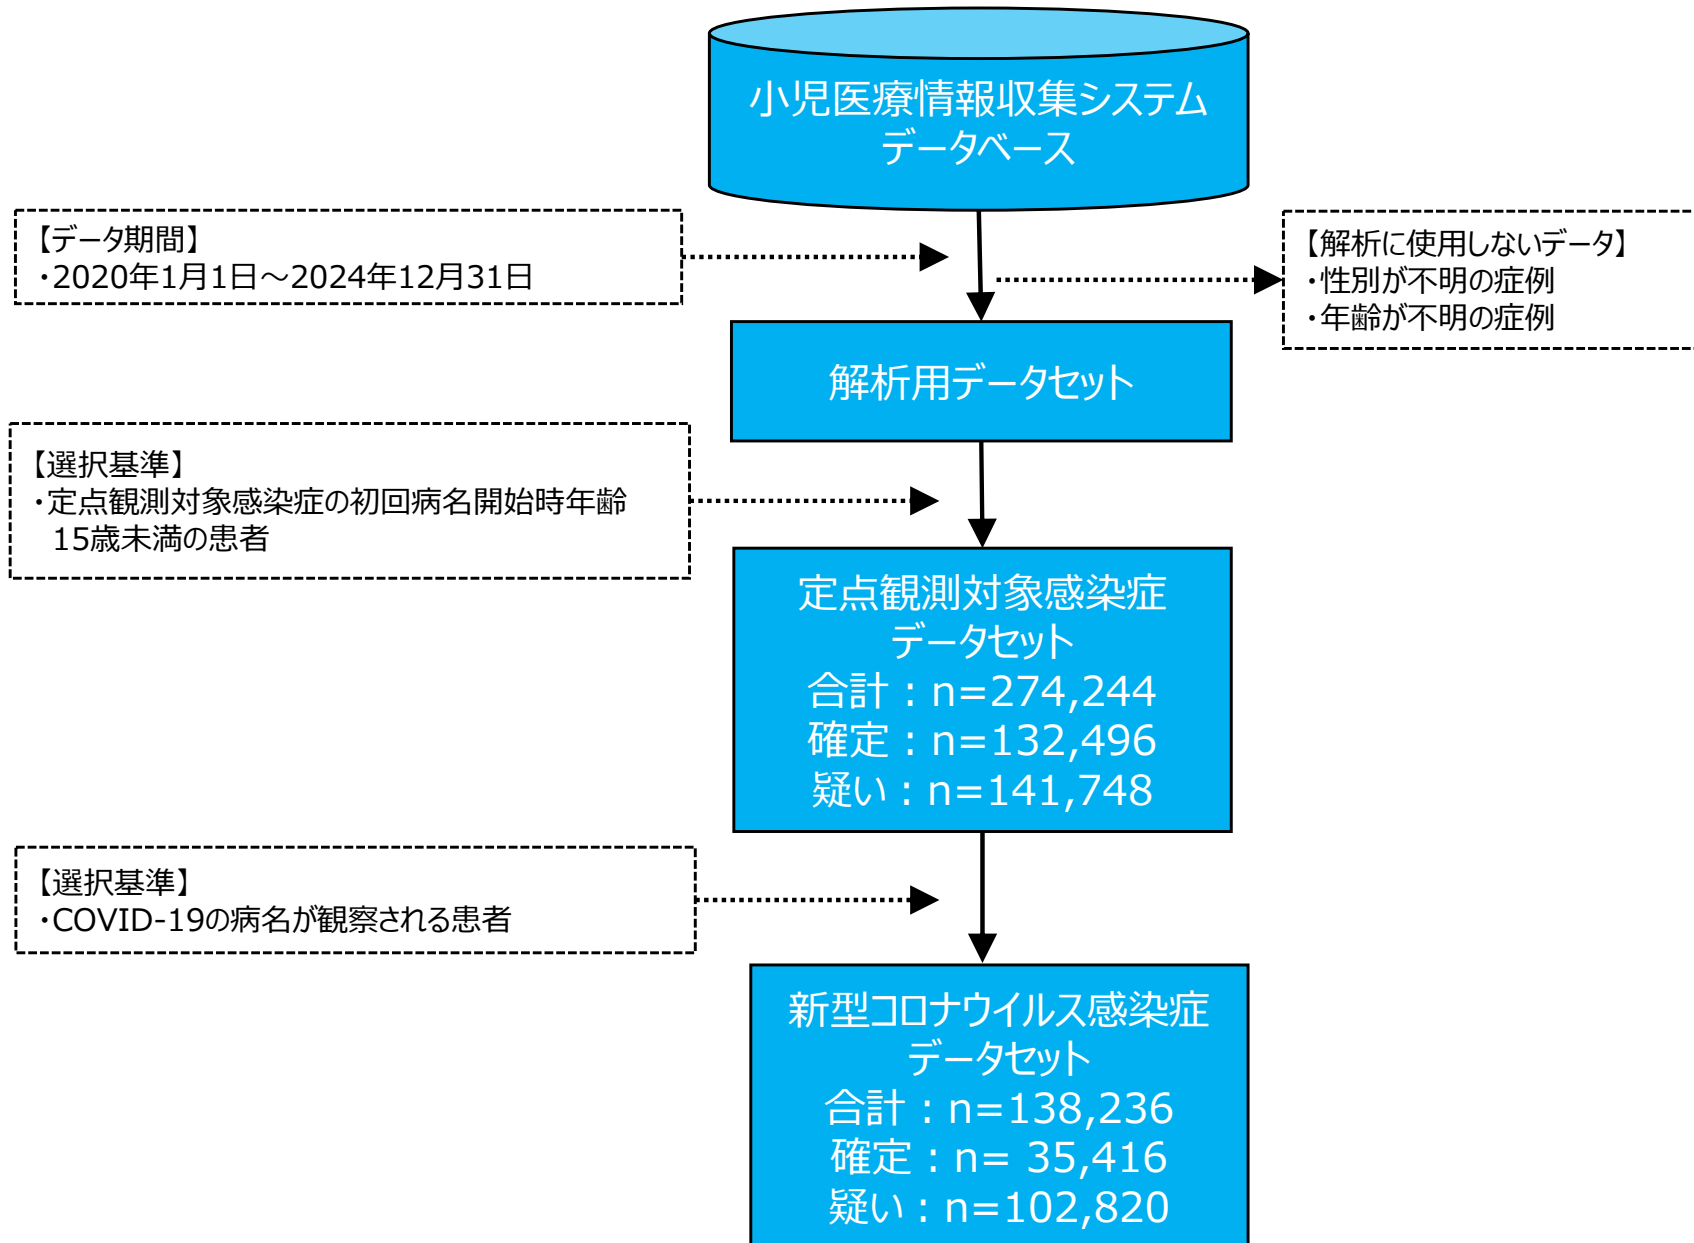 小児医療情報収集システム
データベース
【データ期間】
・2020年1月1日～2024年12月31日
【解析に使用しないデータ】
・性別が不明の症例
・年齢が不明の症例
解析用データセット
【選択基準】
・定点観測対象感染症の初回病名開始時年齢
15歳未満の患者
定点観測対象感染症
データセット
合計：n=274,244
確定：n=132,496
疑い：n=141,748
【選択基準】
・COVID-19の病名が観察される患者
新型コロナウイルス感染症
データセット
合計：n=138,236
確定：n= 35,416
疑い：n=102,820